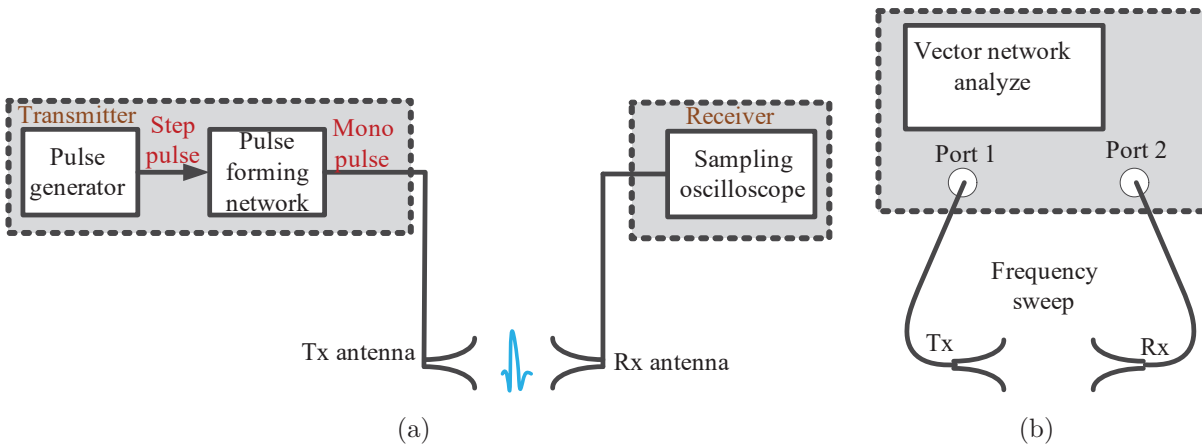 Transmitter
Pulse
generator
Step
pulse
Pulse
forming
network
Mono
pulse
Receiver
Sampling
oscilloscope
Tx antenna
Rx antenna
(a)
Vector network
analyze
Port 1
Port 2
Frequency
sweep
Tx
Rx
(b)